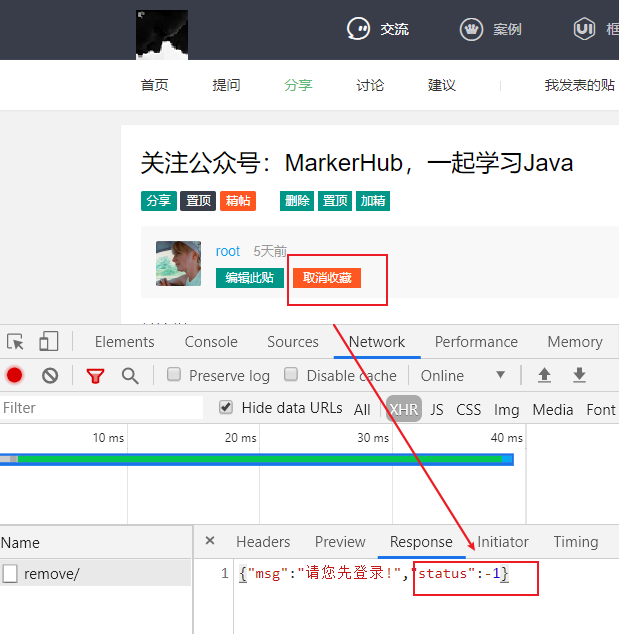 交流 案例 框
首页 提问 分享 讨论 建议 我发表的贴
关注公众号：MarkerHub，一起学习Java
分享 置顶 精帖 删除 置顶 加精
root 5天前
编辑此贴 取消收藏
Elements Console Sources Network Performance Memory
Preserve log Disable cache Online
Filter Hide data URLs All XHR JS CSS Img Media Font
10 ms 20 ms 30 ms 40 ms
Name × Headers Preview Response Initiator Timing
remove/ 1 {"msg":"请您先登录!","status":-1}